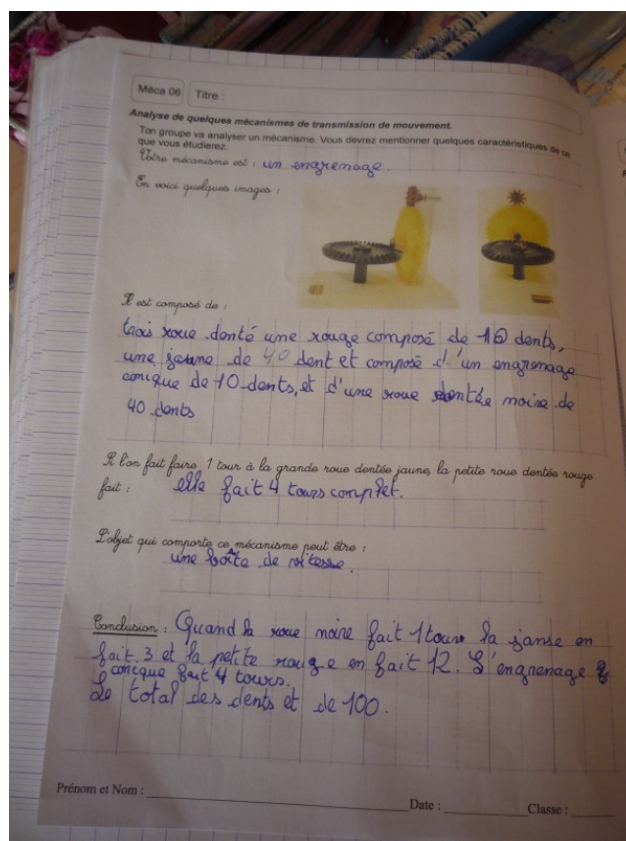 Méca 06 Titre :
Analyse de quelques mécanismes de transmission de mouvement.
Ton groupe va analyser un mécanisme. Vous devrez mentionner quelques caractéristiques de ce
que vous étudierez.
Votre mécanisme est : un engrenage.
En voici quelques images :
Il est composé de :
trois roue denté une rouge composé de 10 dents,
une jaune de 40 dent et composé d'un engrenage
conique de 10 dents, et d'une roue dentée noire de
40 dents
Si l'on fait faire 1 tour à la grande roue dentée jaune, la petite roue dentée rouge
fait : elle fait 4 tours complet.
L'objet qui comporte ce mécanisme peut être :
une boîte de vitesse.
Conclusion : Quand la roue noire fait 1 tour la janse en
fait 3 et la petite rouge en fait 12. L'engrenage
conique fait 4 tours.
Le total des dents et de 100.
Prénom et Nom :
Date : Classe :